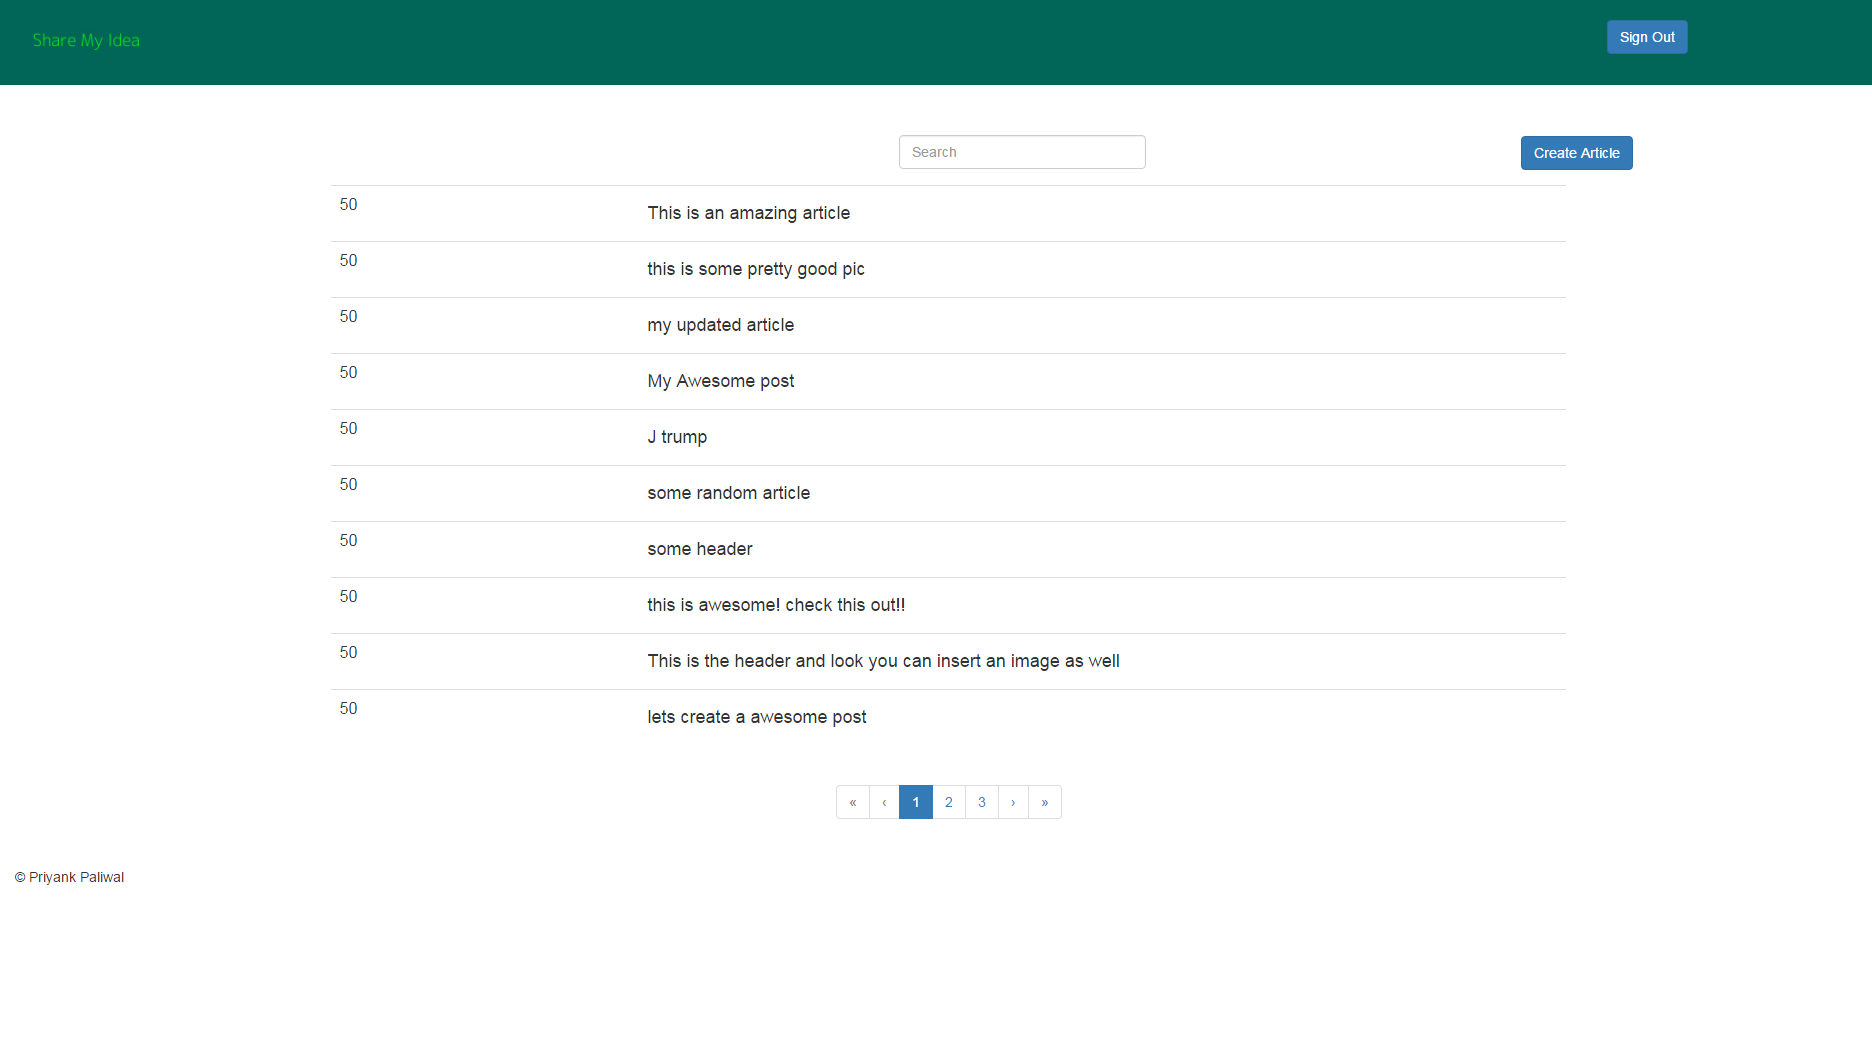 Share My Idea
Sign Out
Search
Create Article
50 This is an amazing article
50 this is some pretty good pic
50 my updated article
50 My Awesome post
50 J trump
50 some random article
50 some header
50 this is awesome! check this out!!
50 This is the header and look you can insert an image as well
50 lets create a awesome post
« ‹ 1 2 3 › »
© Priyank Paliwal